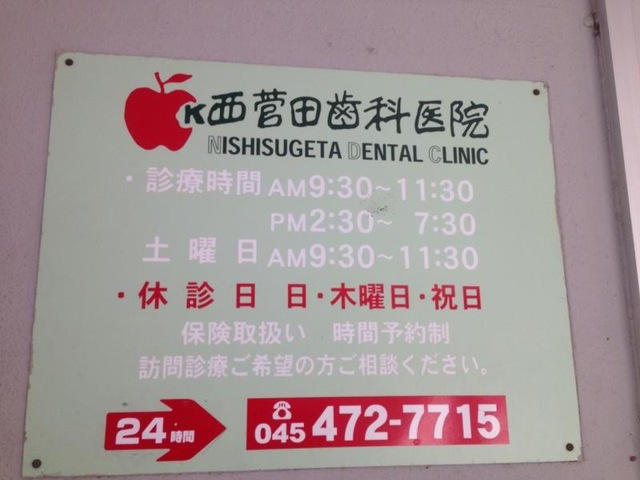 K西菅田歯科医院
NISHISUGETA DENTAL CLINIC
・診療時間 AM9:30~11:30
PM2:30~ 7:30
土 曜 日 AM9:30~11:30
・休 診 日 日・木曜日・祝日
保険取扱い 時間予約制
訪問診療ご希望の方ご相談ください。
24時間 ☎045 472-7715